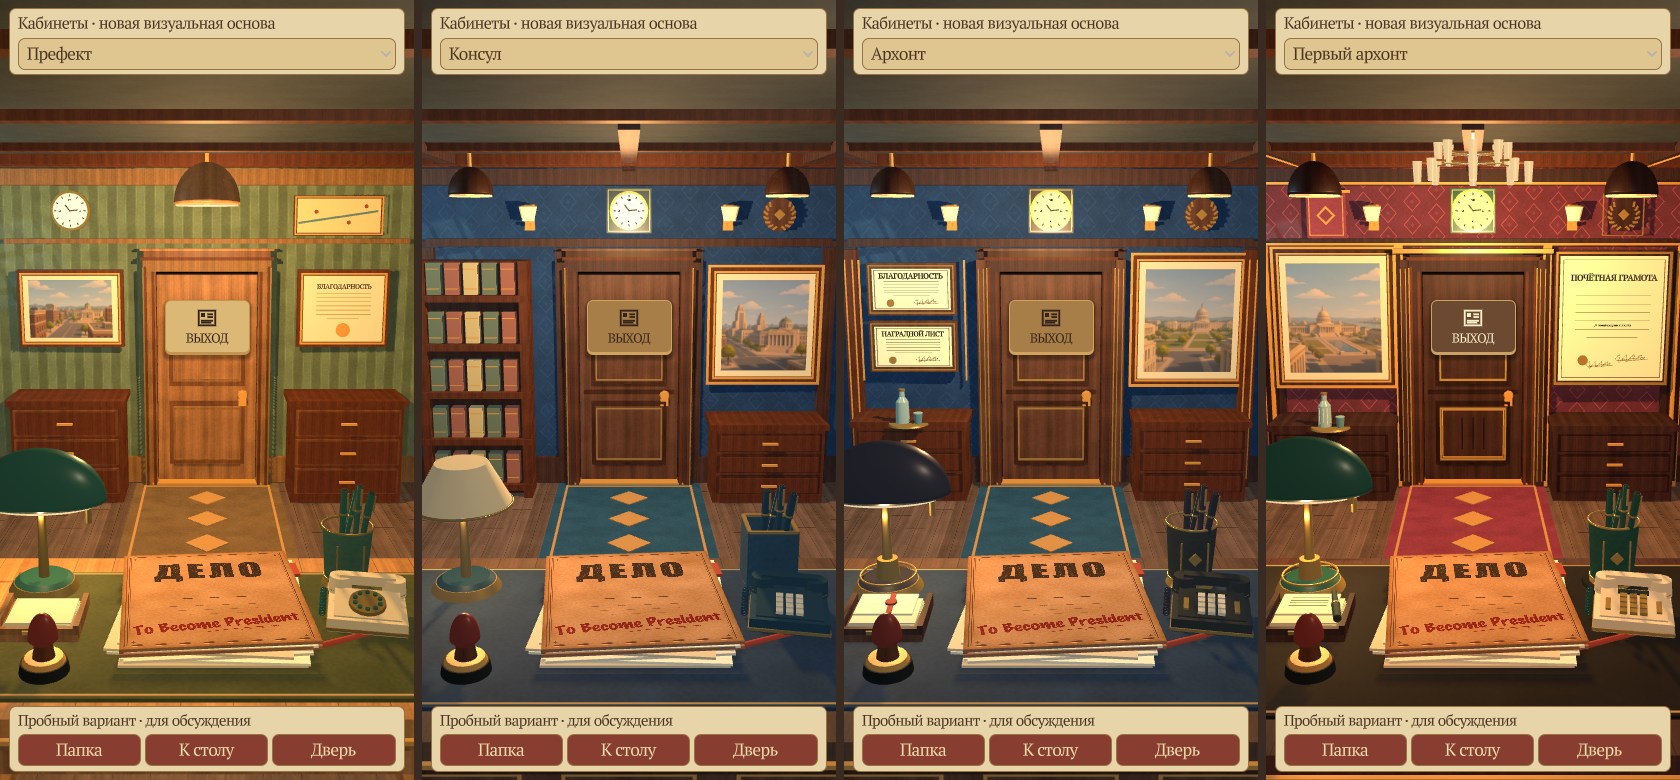 Кабинеты · новая визуальная основа
Префект
БЛАГОДАРНОСТЬ
ВЫХОД
ДЕЛО
To Become President
Пробный вариант · для обсуждения
Папка
К столу
Дверь
Кабинеты · новая визуальная основа
Консул
ВЫХОД
ДЕЛО
To Become President
Пробный вариант · для обсуждения
Папка
К столу
Дверь
Кабинеты · новая визуальная основа
Архонт
БЛАГОДАРНОСТЬ
НАГРАДНОЙ ЛИСТ
ВЫХОД
ДЕЛО
To Become President
Пробный вариант · для обсуждения
Папка
К столу
Дверь
Кабинеты · новая визуальная основа
Первый архонт
ПОЧЁТНАЯ ГРАМОТА
ВЫХОД
ДЕЛО
To Become President
Пробный вариант · для обсуждения
Папка
К столу
Дверь